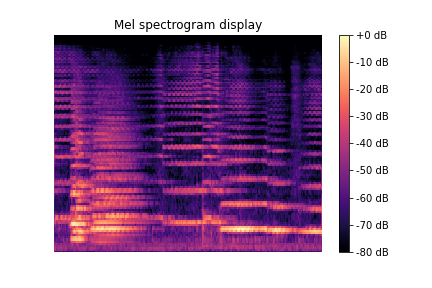 Mel spectrogram display
+0 dB
-10 dB
-20 dB
-30 dB
-40 dB
-50 dB
-60 dB
-70 dB
-80 dB